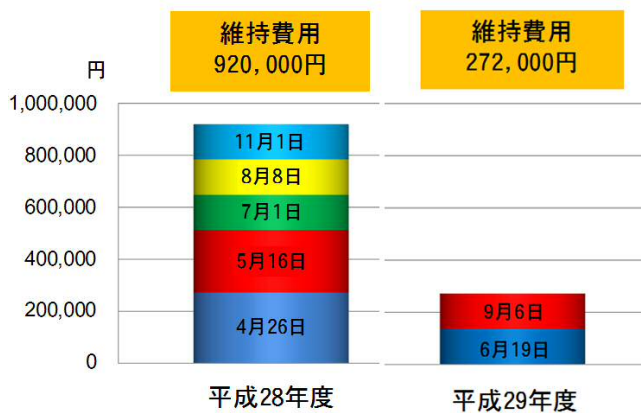 維持費用
920,000円
維持費用
272,000円
円
1,000,000
800,000
600,000
400,000
200,000
0
11月1日
8月8日
7月1日
5月16日
4月26日
9月6日
6月19日
平成28年度
平成29年度